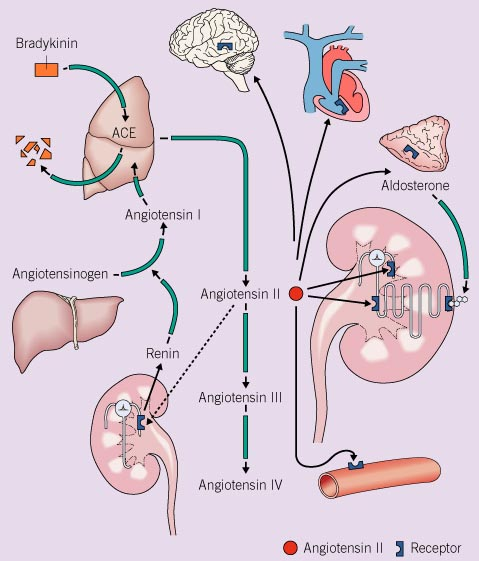 Bradykinin
ACE
Aldosterone
Angiotensin I
Angiotensinogen
Angiotensin II
Renin
Angiotensin III
Angiotensin IV
Angiotensin II
Receptor